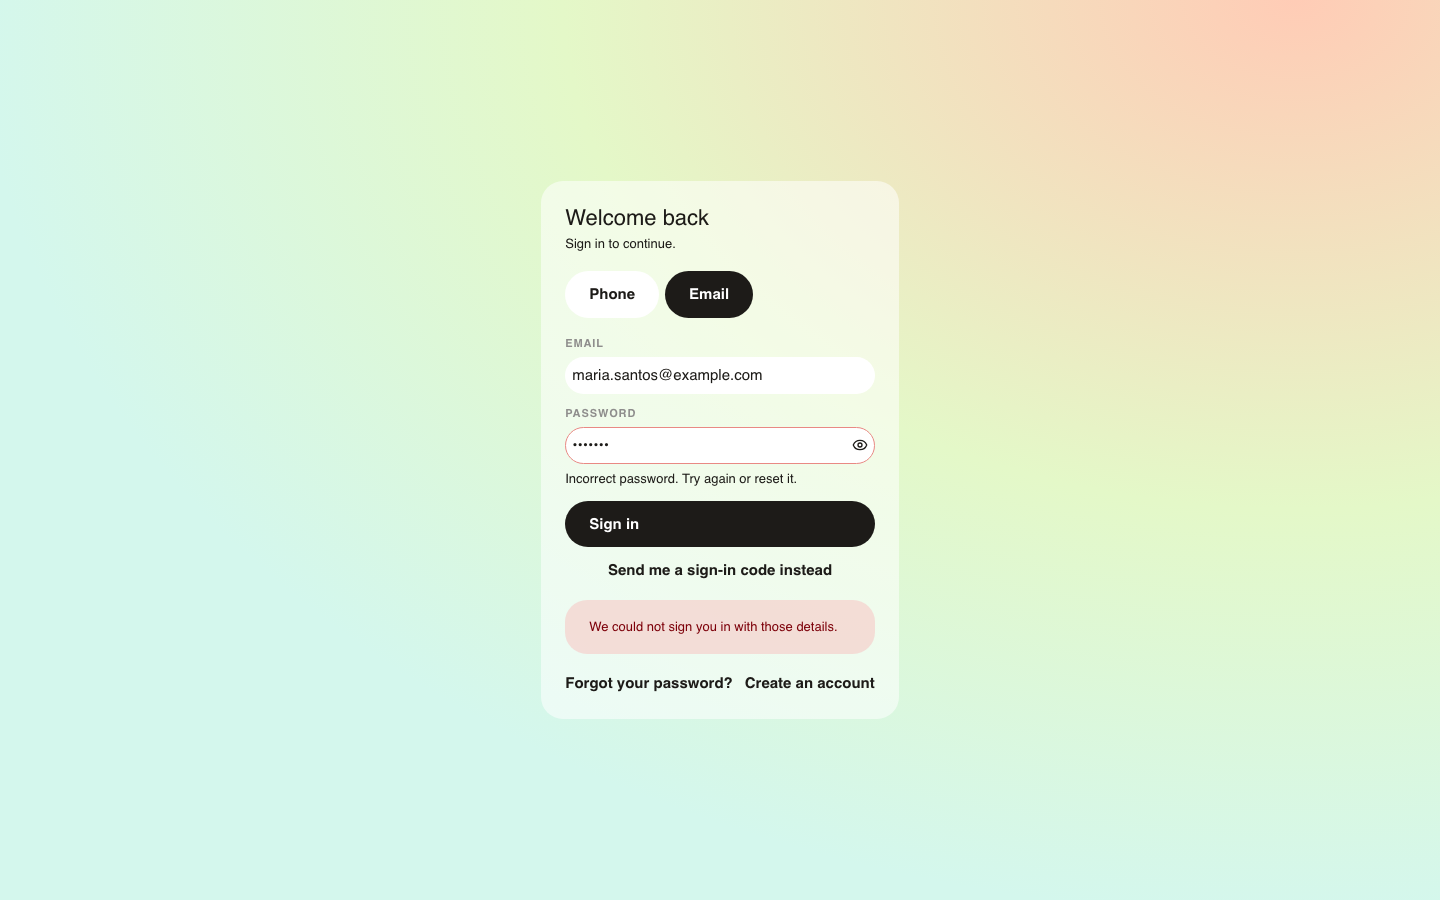 Welcome back
Sign in to continue.
Phone Email
EMAIL
maria.santos@example.com
PASSWORD
•••••••
Incorrect password. Try again or reset it.
Sign in
Send me a sign-in code instead
We could not sign you in with those details.
Forgot your password? Create an account